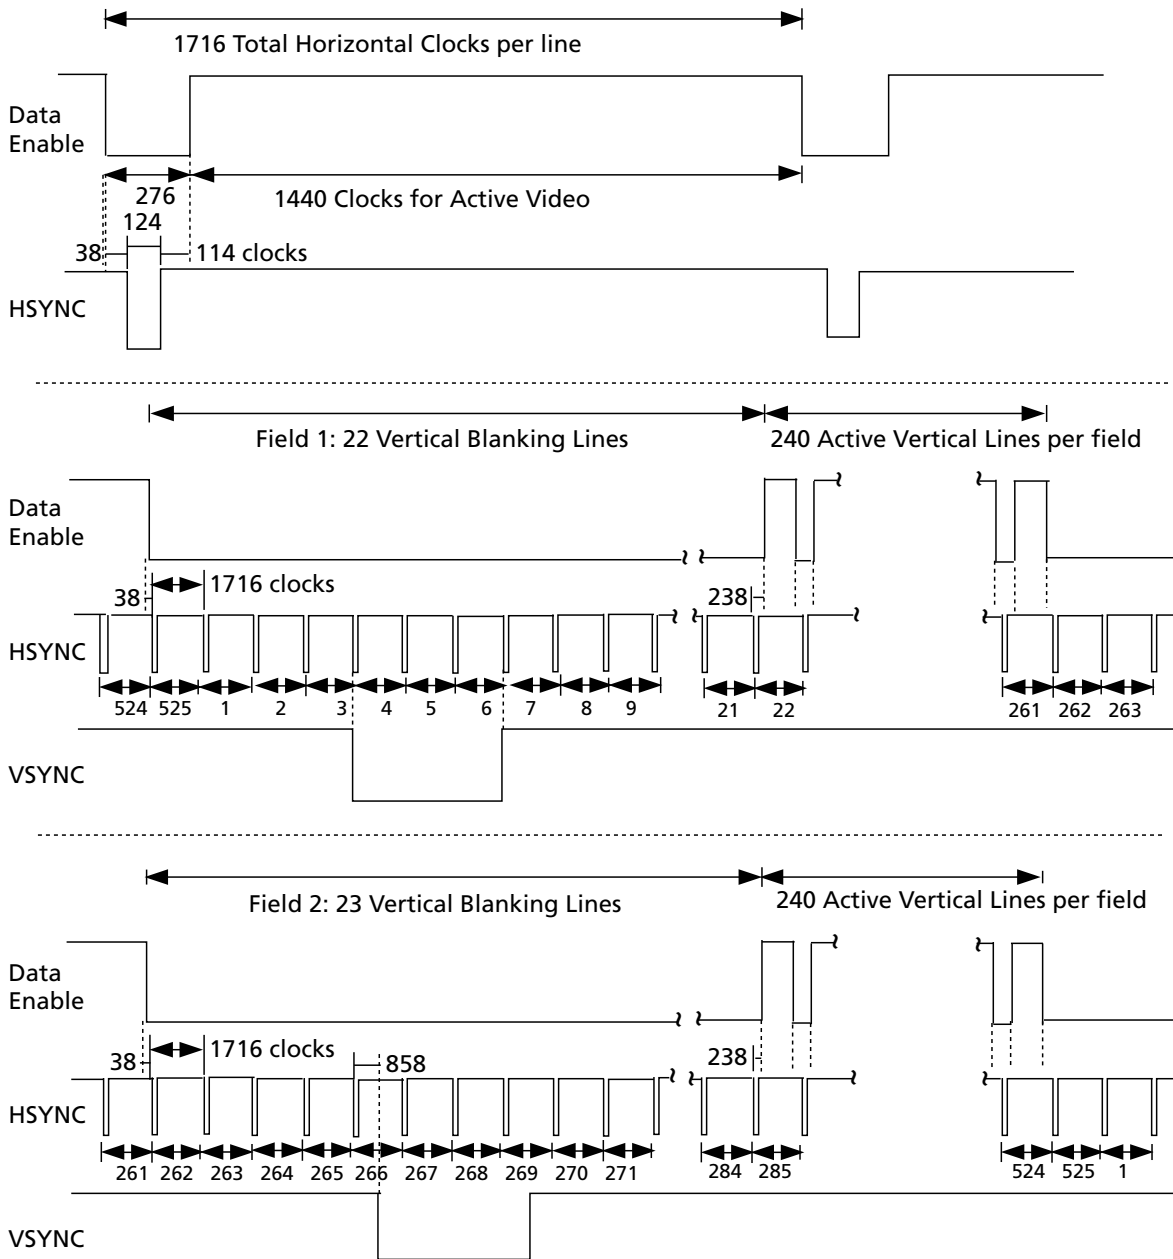 1716 Total Horizontal Clocks per line
Data
Enable
276
1440 Clocks for Active Video
124
38
114 clocks
HSYNC
Field 1: 22 Vertical Blanking Lines
240 Active Vertical Lines per field
Data
Enable
38
1716 clocks
238
HSYNC
524 525 1 2 3 4 5 6 7 8 9 21 22 261 262 263
VSYNC
Field 2: 23 Vertical Blanking Lines
240 Active Vertical Lines per field
Data
Enable
38
1716 clocks
858
238
HSYNC
261 262 263 264 265 266 267 268 269 270 271 284 285 524 525 1
VSYNC